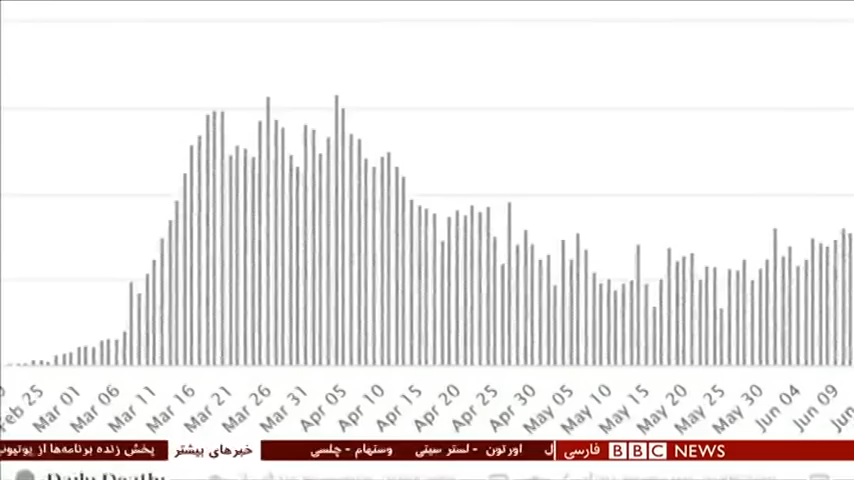 Feb 25 Mar 01 Mar 06 Mar 11 Mar 16 Mar 21 Mar 26 Mar 31 Apr 05 Apr 10 Apr 15 Apr 20 Apr 25 Apr 30 May 05 May 10 May 15 May 20 May 25 May 30 Jun 04 Jun 09
BBC NEWS فارسی اورتون - لستر سیتی وستهام - چلسی خبرهای بیشتر پخش زنده برنامه‌ها از یوتیوب
Daily Deaths